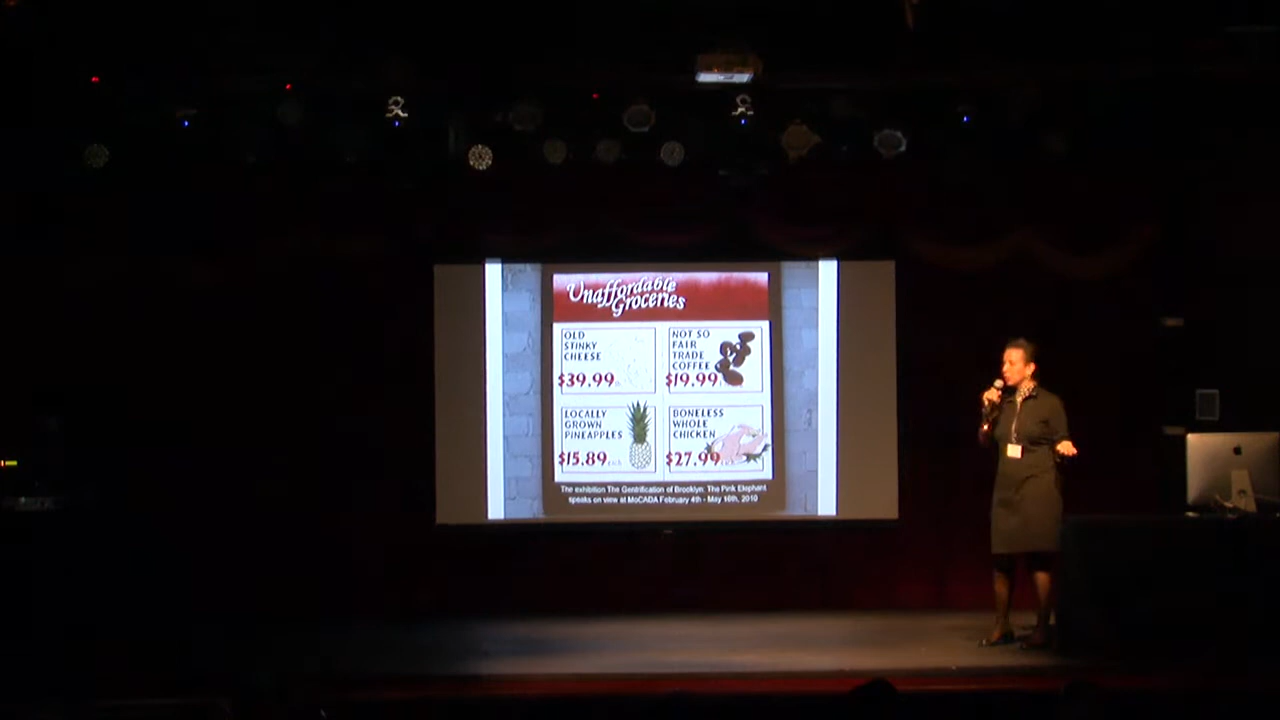 Unaffordable
Groceries
OLD
STINKY
CHEESE
$39.99
NOT SO
FAIR
TRADE
COFFEE
$19.99
LOCALLY
GROWN
PINEAPPLES
$15.89 EACH
BONELESS
WHOLE
CHICKEN
$27.99
The exhibition The Gentrification of Brooklyn: The Pink Elephant
speaks on view at MoCADA February 4th - May 16th, 2010